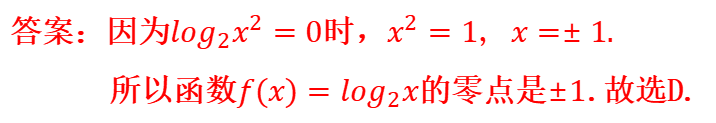 答案：因为log₂x² = 0时，x² = 1，x =± 1.
所以函数f(x) = log₂x的零点是±1. 故选D.